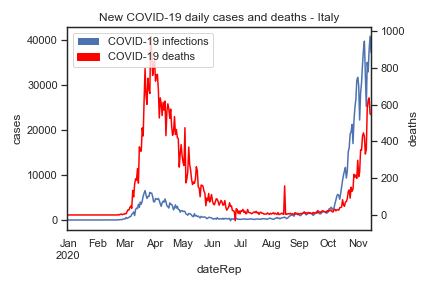 New COVID-19 daily cases and deaths - Italy
COVID-19 infections
COVID-19 deaths
cases
40000
30000
20000
10000
0
deaths
1000
800
600
400
200
0
Jan Feb Mar Apr May Jun Jul Aug Sep Oct Nov
2020
dateRep